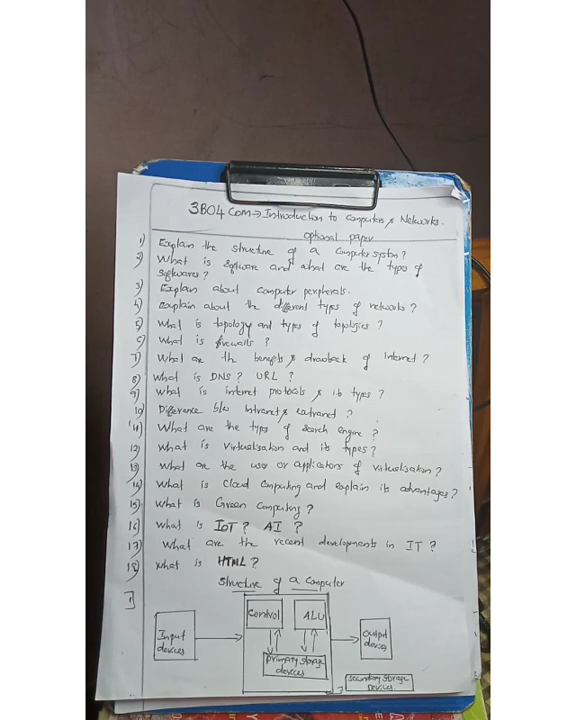 3B04 Com⇒ Introduction to Computers & Networks.
optional paper
1) Explain the structure of a Computer system?
2) What is software and what are the types of
softwares?
3) Explain about computer peripherals.
4) Explain about the different types of networks?
5) What is topology and types of topologies?
6) What is firewalls?
7) What are the benefits & drawback of internet?
8) What is DNS? URL?
9) What is internet protocols & its types?
10) Difference b/w Intranet & extranet?
11) What are the types of search engine?
12) What is virtualisation and its types?
13) What are the uses or applications of virtualisation?
14) What is Cloud Computing and explain its advantages?
15) What is Green Computing?
16) What is IoT? AI?
17) What are the recent developments in IT?
18) What is HTML?
Structure of a Computer
1]
Control ALU
Input
devices
Output
devices
primary storage
devices
secondary storage
Devices.